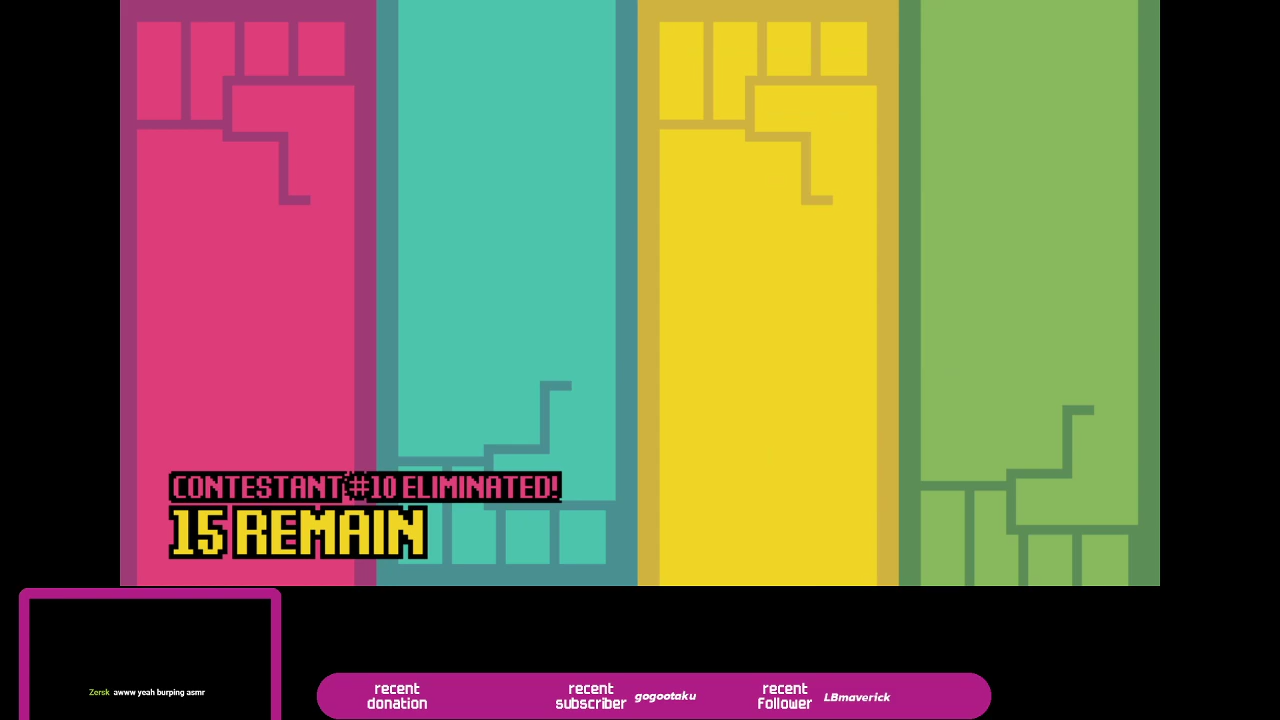 CONTESTANT #10 ELIMINATED!
15 REMAIN
Zersk awww yeah burping asmr
recent donation
recent subscriber gogootaku
recent Follower LBmaverick